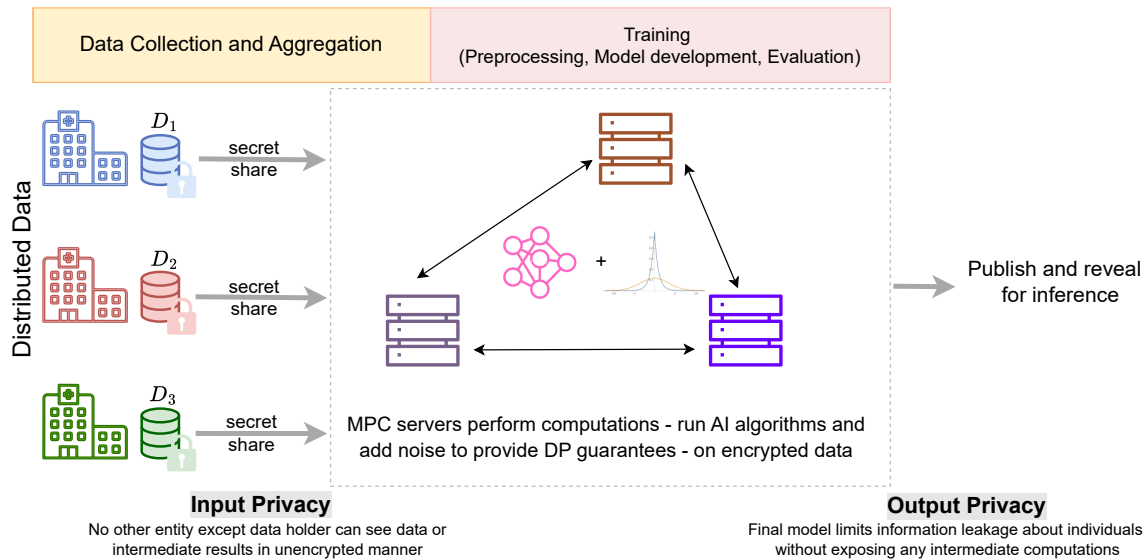 Data Collection and Aggregation
Training
(Preprocessing, Model development, Evaluation)
Distributed Data
D1
secret
share
D2
secret
share
D3
secret
share
+
MPC servers perform computations - run AI algorithms and
add noise to provide DP guarantees - on encrypted data
Publish and reveal
for inference
Input Privacy
No other entity except data holder can see data or
intermediate results in unencrypted manner
Output Privacy
Final model limits information leakage about individuals
without exposing any intermediate computations